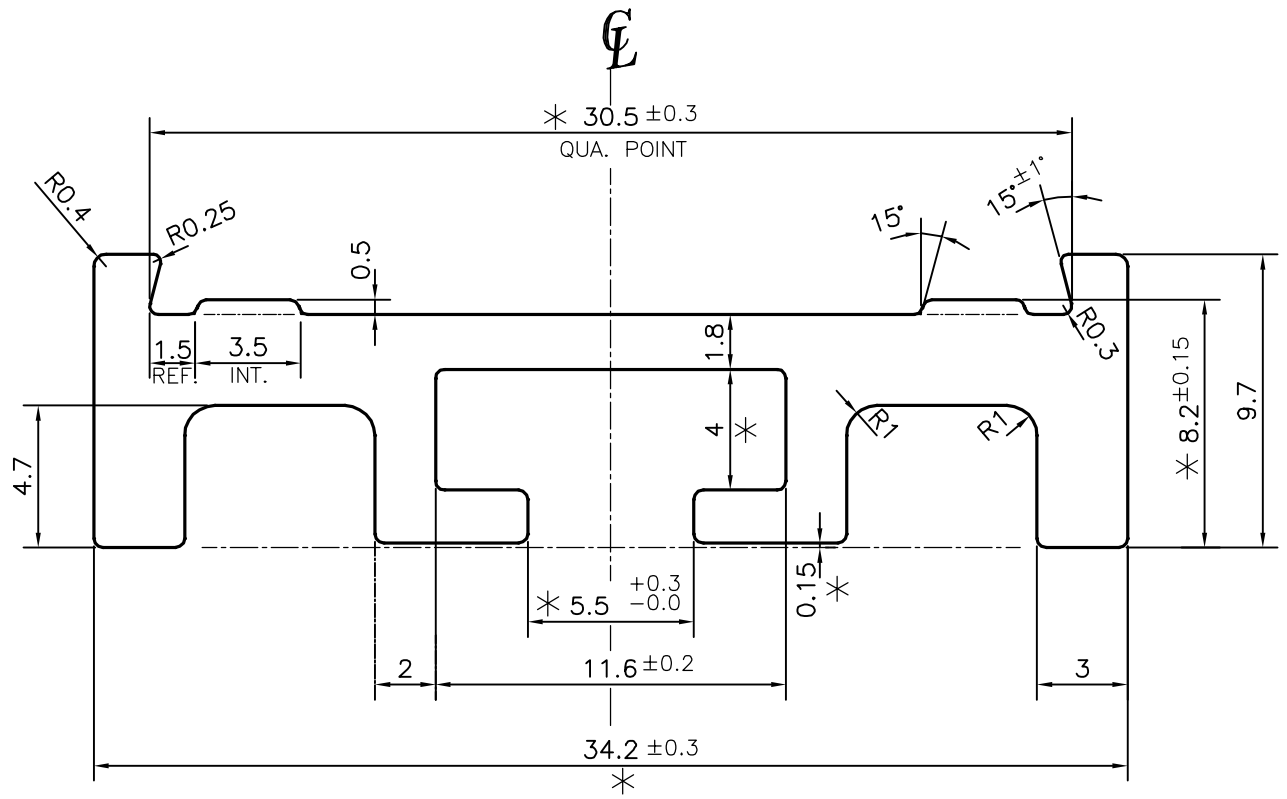 ℄
* 30.5 ±0.3
QUA. POINT
R0.4
R0.25
0.5
15°
15°±1°
1.5
REF.
3.5
INT.
1.8
R0.3
4 *
R1
R1
* 8.2 ±0.15
9.7
4.7
* 5.5 +0.3 -0.0
0.15 *
2
11.6 ±0.2
3
34.2 ±0.3
*